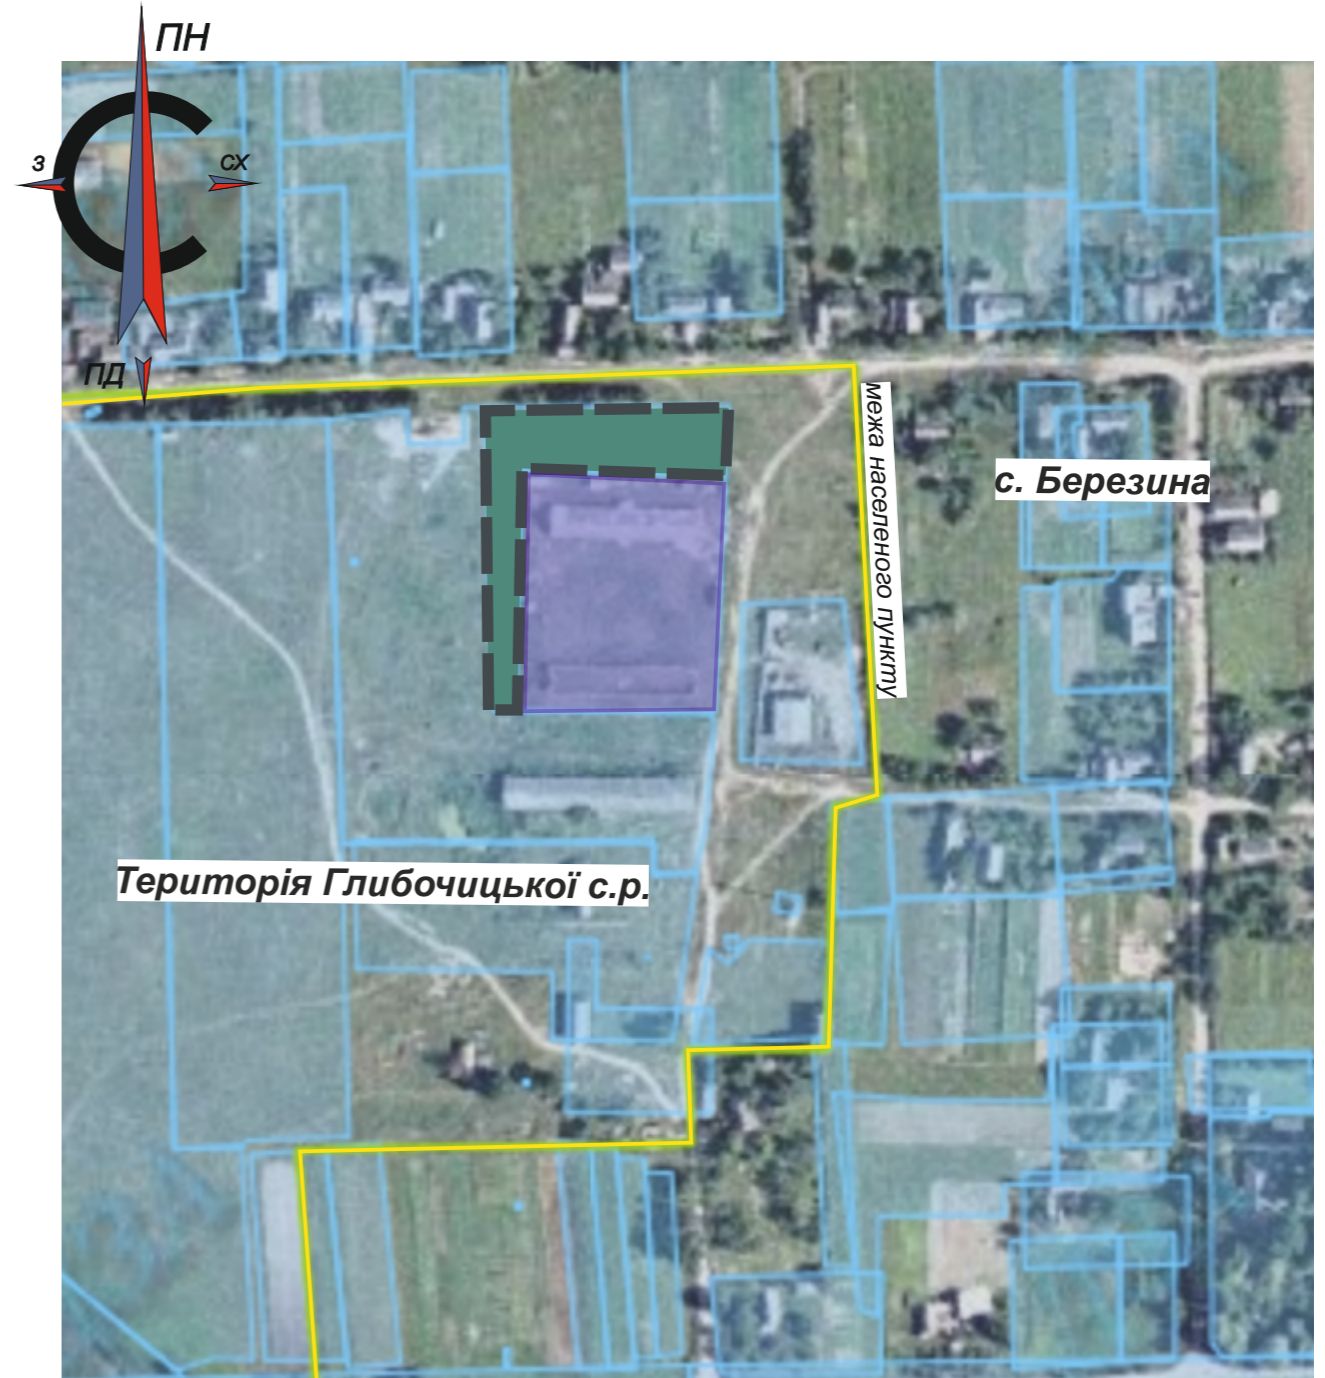 ПН
З
СХ
ПД
межа населеного пункту
с. Березина
Територія Глибочицької с.р.